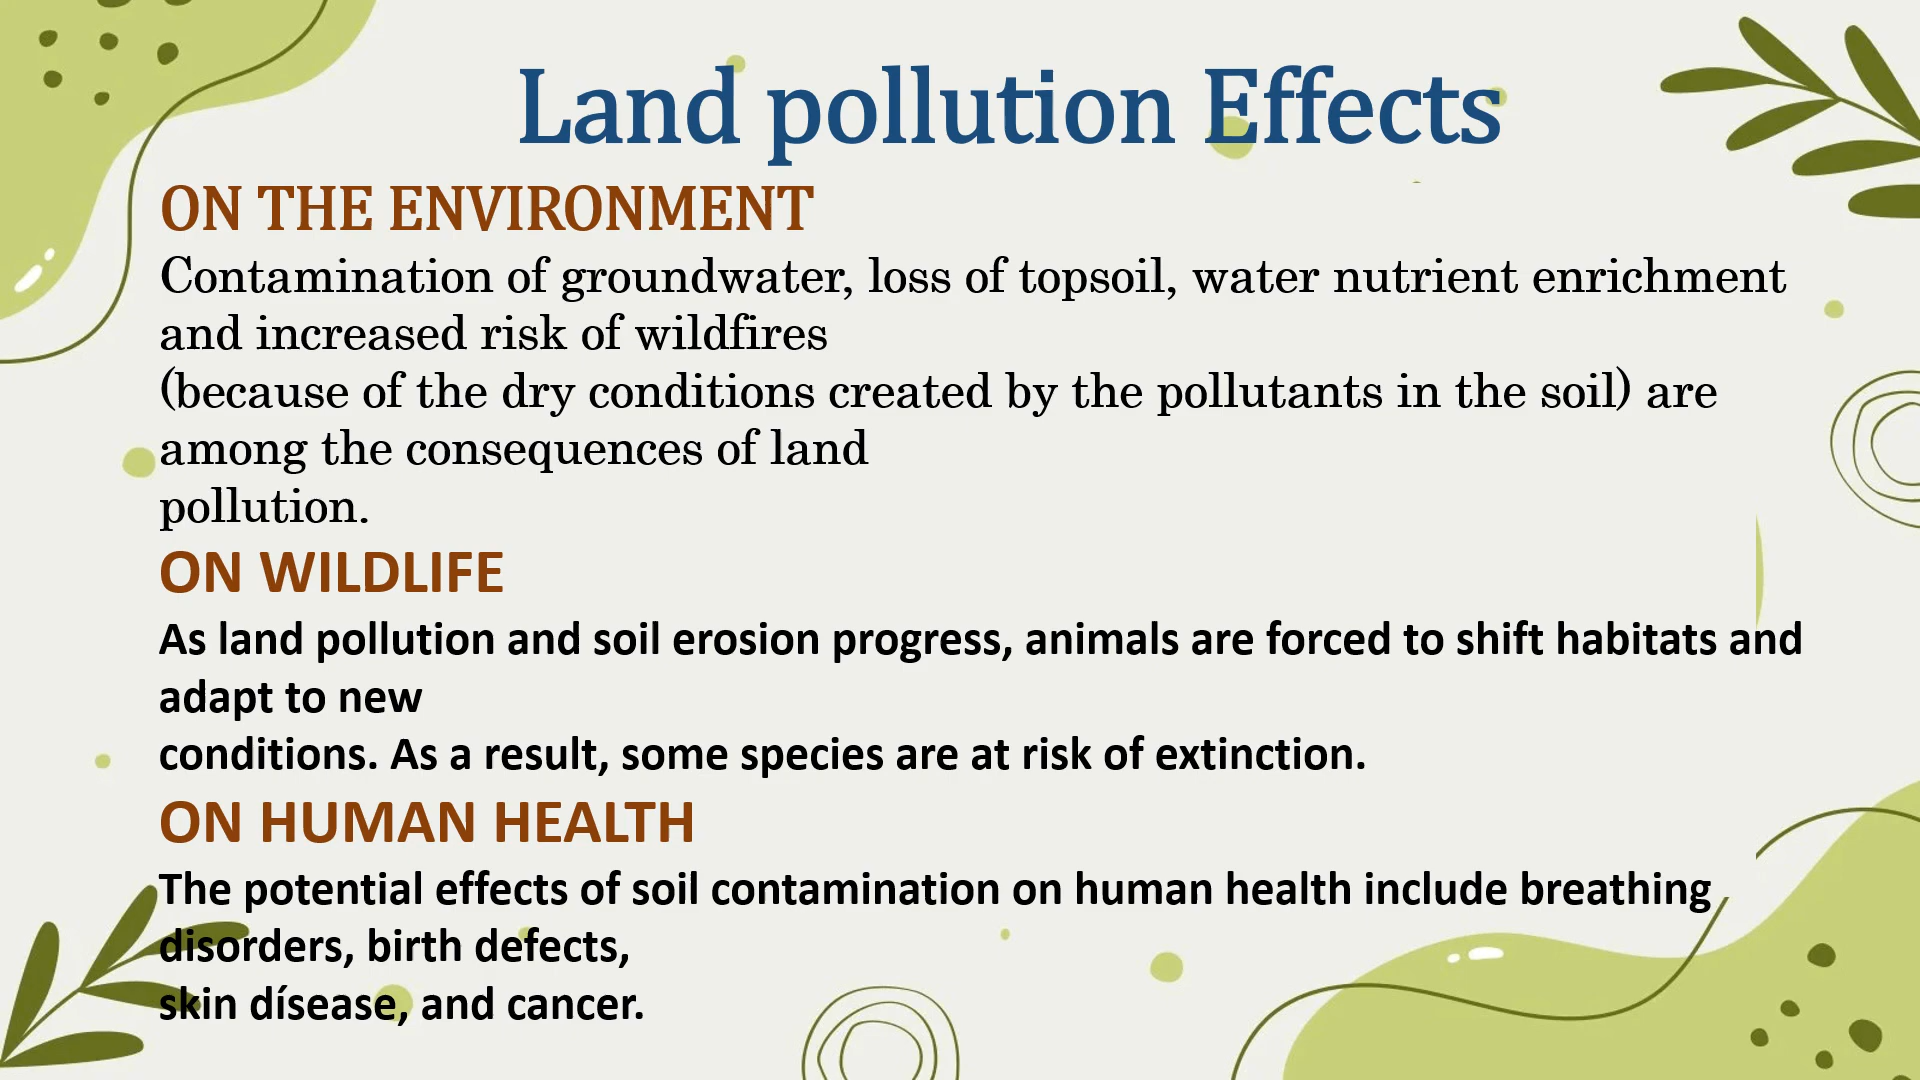 Land pollution Effects
ON THE ENVIRONMENT
Contamination of groundwater, loss of topsoil, water nutrient enrichment
and increased risk of wildfires
(because of the dry conditions created by the pollutants in the soil) are
among the consequences of land
pollution.
ON WILDLIFE
As land pollution and soil erosion progress, animals are forced to shift habitats and
adapt to new
conditions. As a result, some species are at risk of extinction.
ON HUMAN HEALTH
The potential effects of soil contamination on human health include breathing
disorders, birth defects,
skin dísease, and cancer.